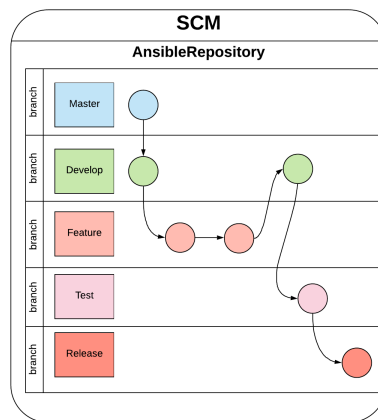 SCM
AnsibleRepository
branch
Master
branch
Develop
branch
Feature
branch
Test
branch
Release